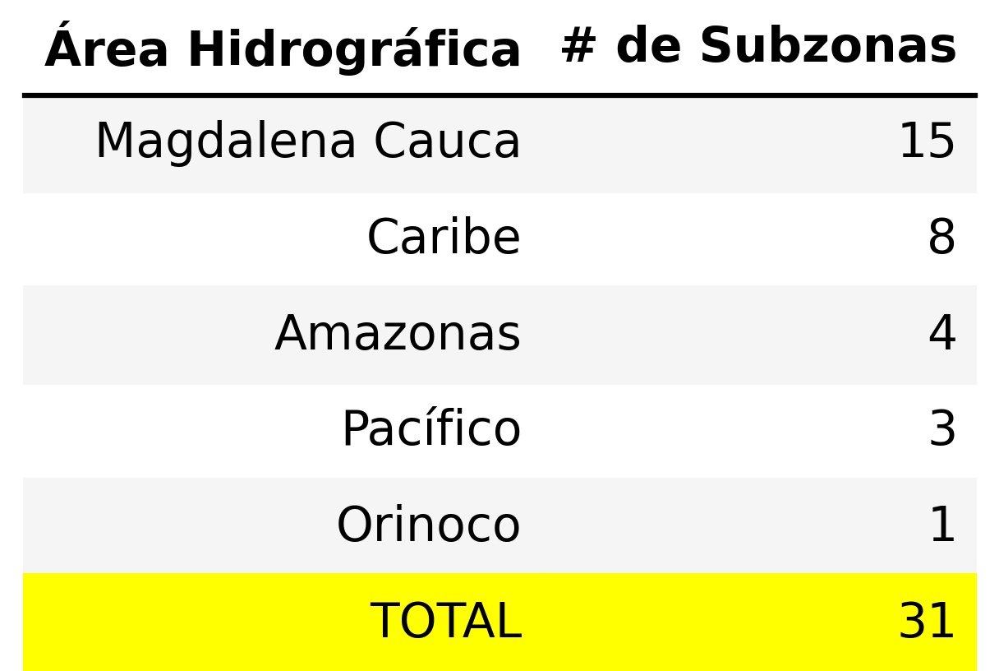 Área Hidrográfica # de Subzonas
Magdalena Cauca 15
Caribe 8
Amazonas 4
Pacífico 3
Orinoco 1
TOTAL 31